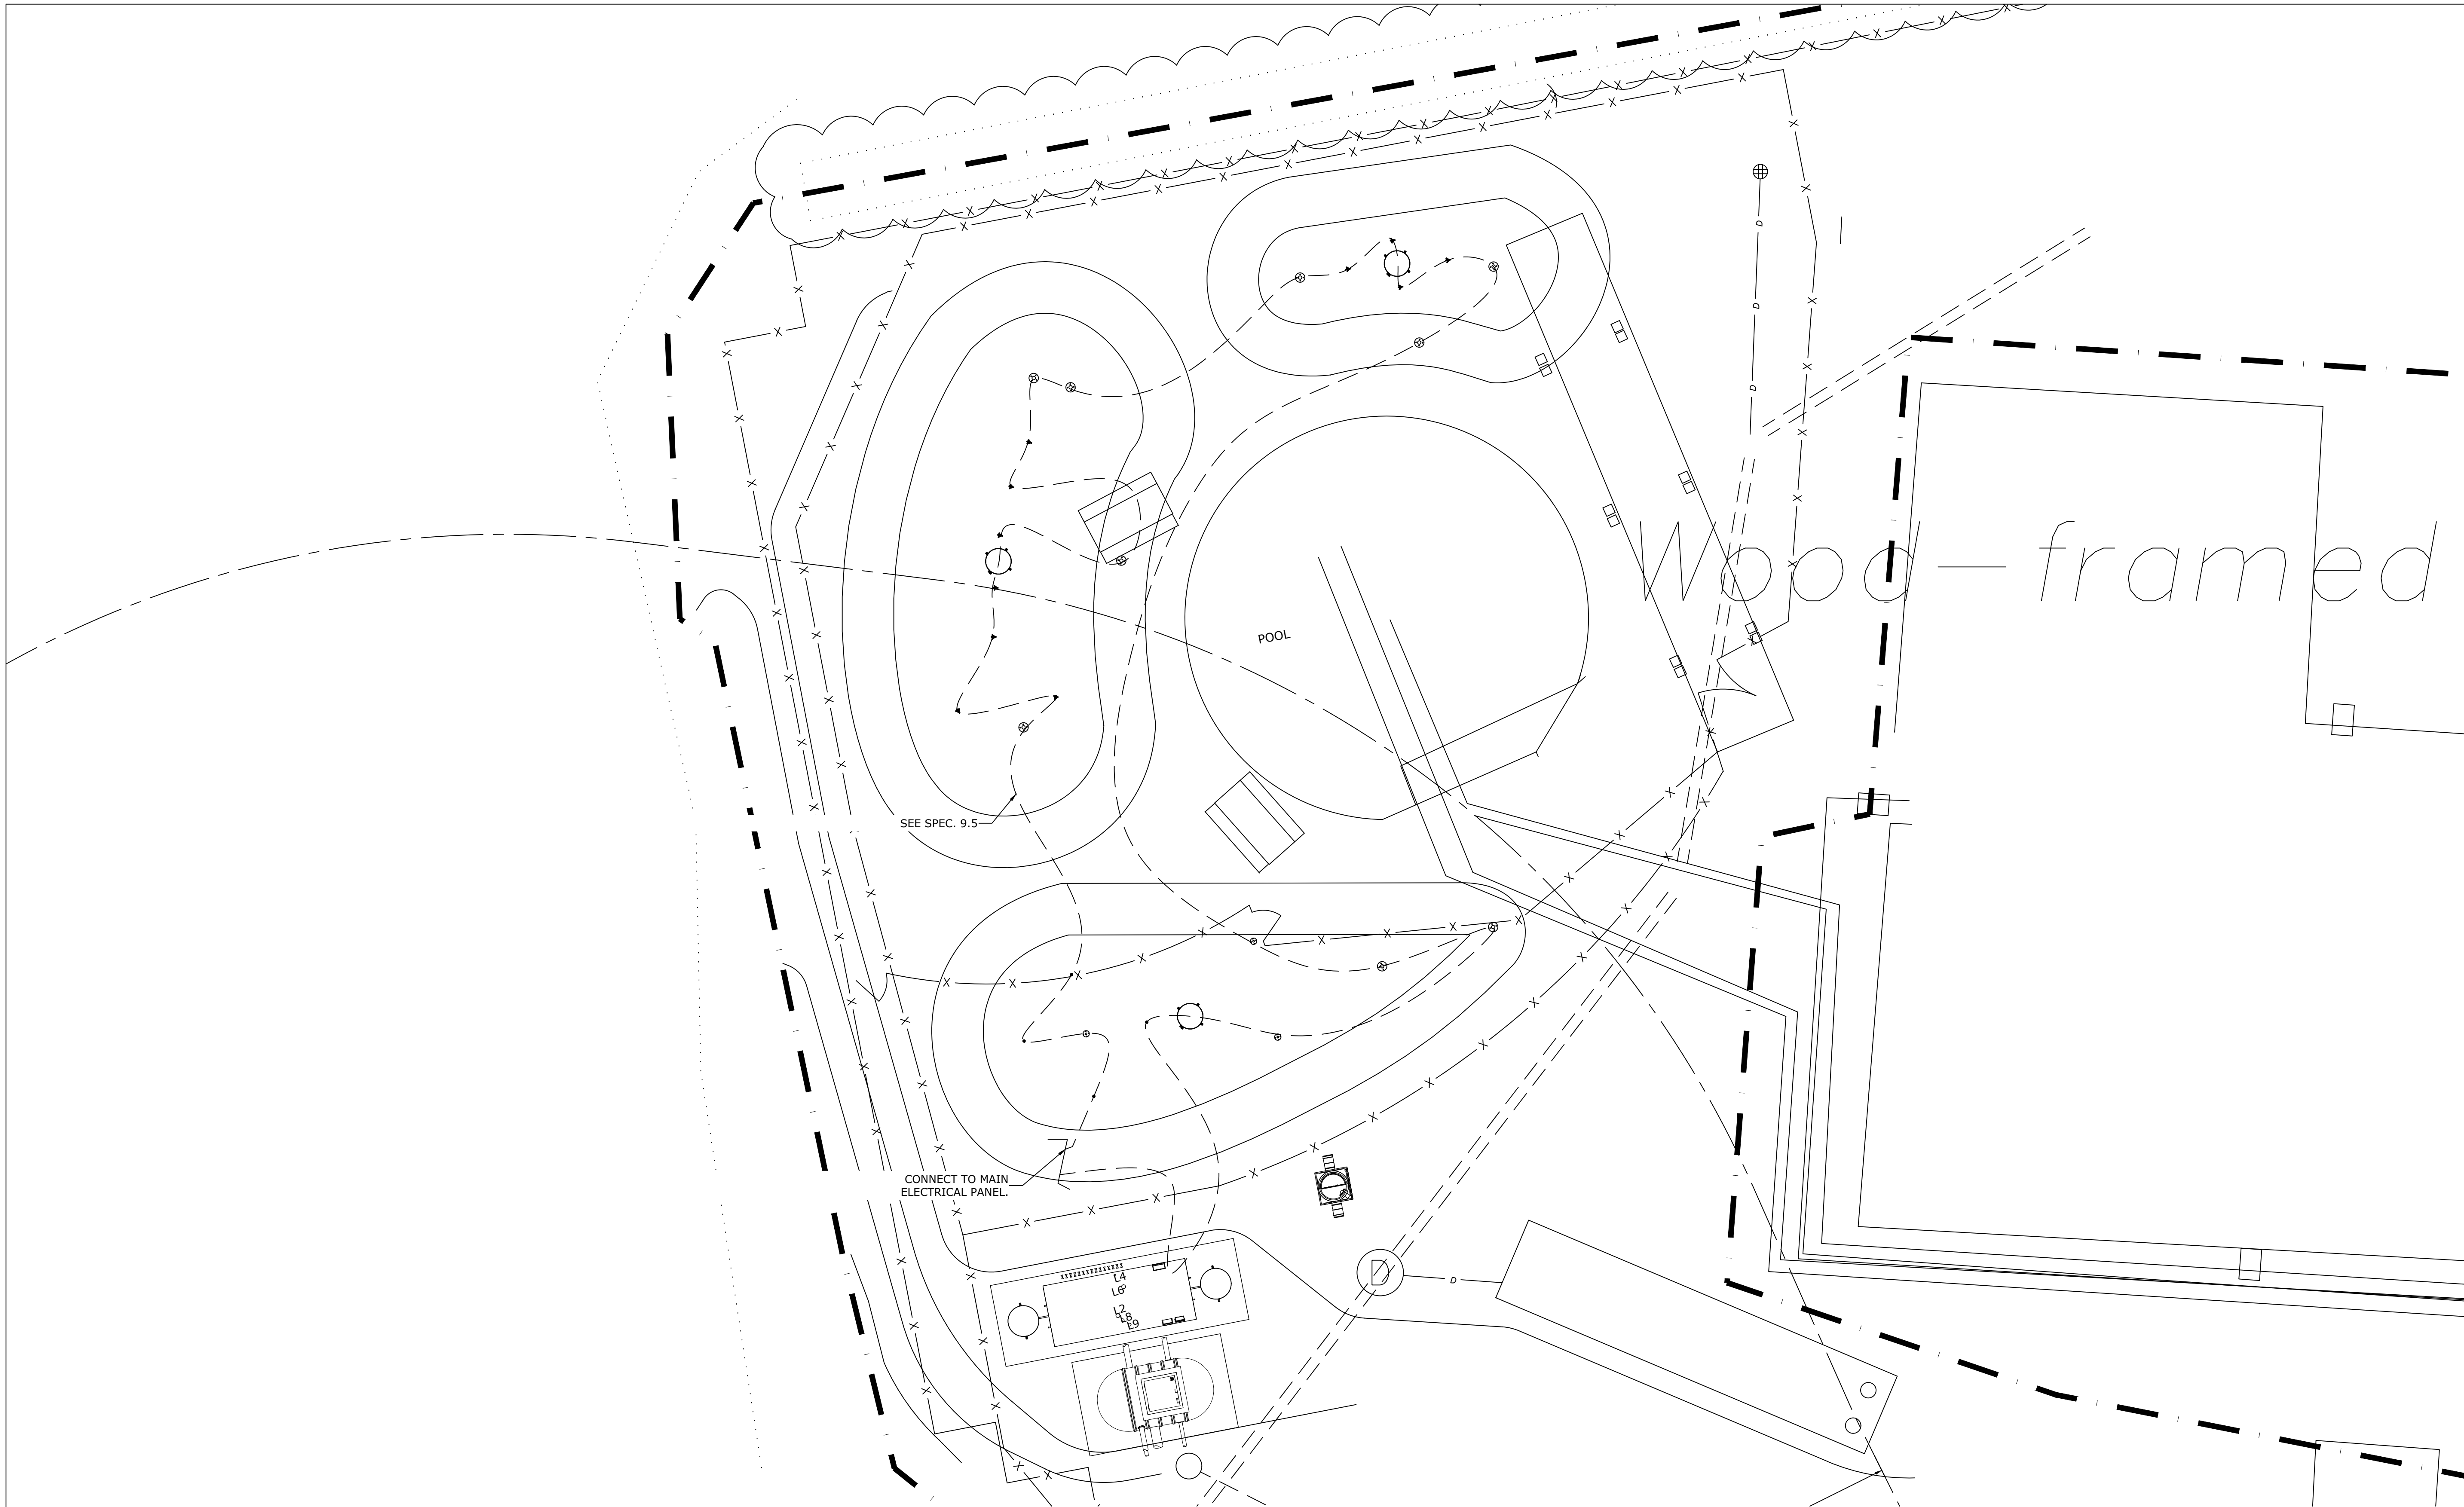 Wood-framed
POOL
SEE SPEC. 9.5
CONNECT TO MAIN
ELECTRICAL PANEL.
D
D
D
D
D
L4
L6
L2
L8
L9